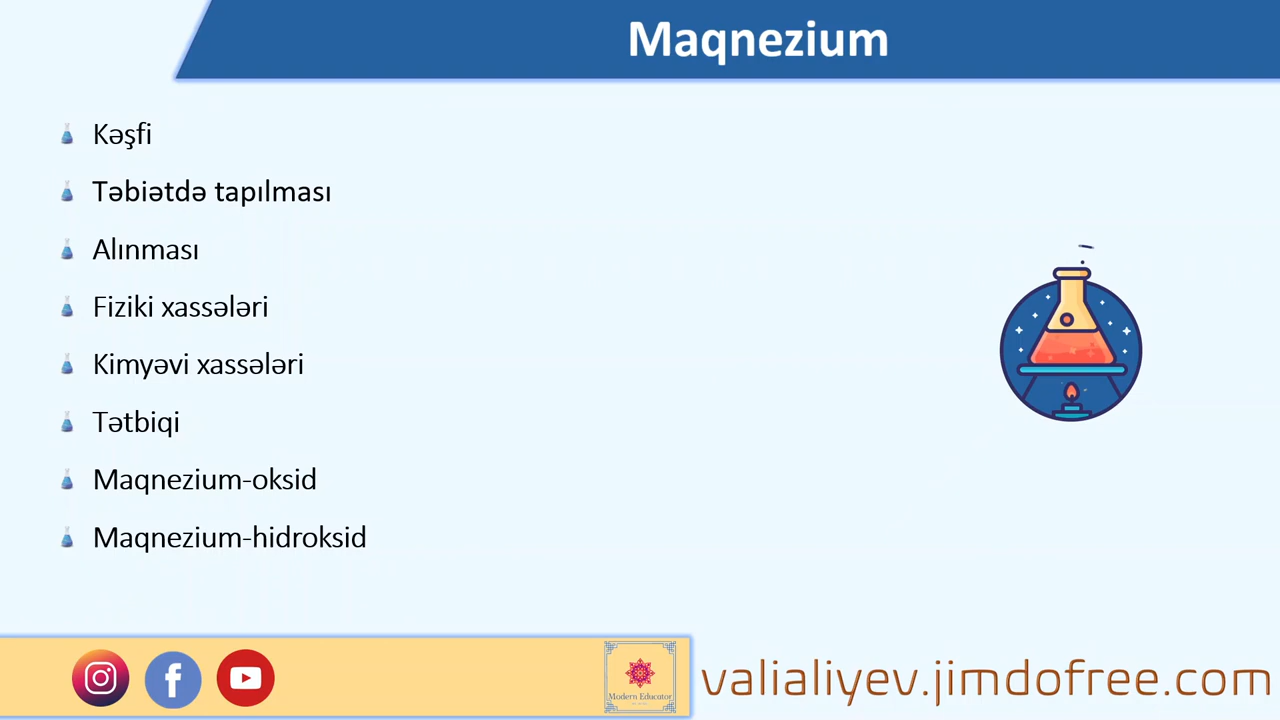 Maqnezium
Kəşfi
Təbiətdə tapılması
Alınması
Fiziki xassələri
Kimyəvi xassələri
Tətbiqi
Maqnezium-oksid
Maqnezium-hidroksid
Modern Educator
valialiyev.jimdofree.com